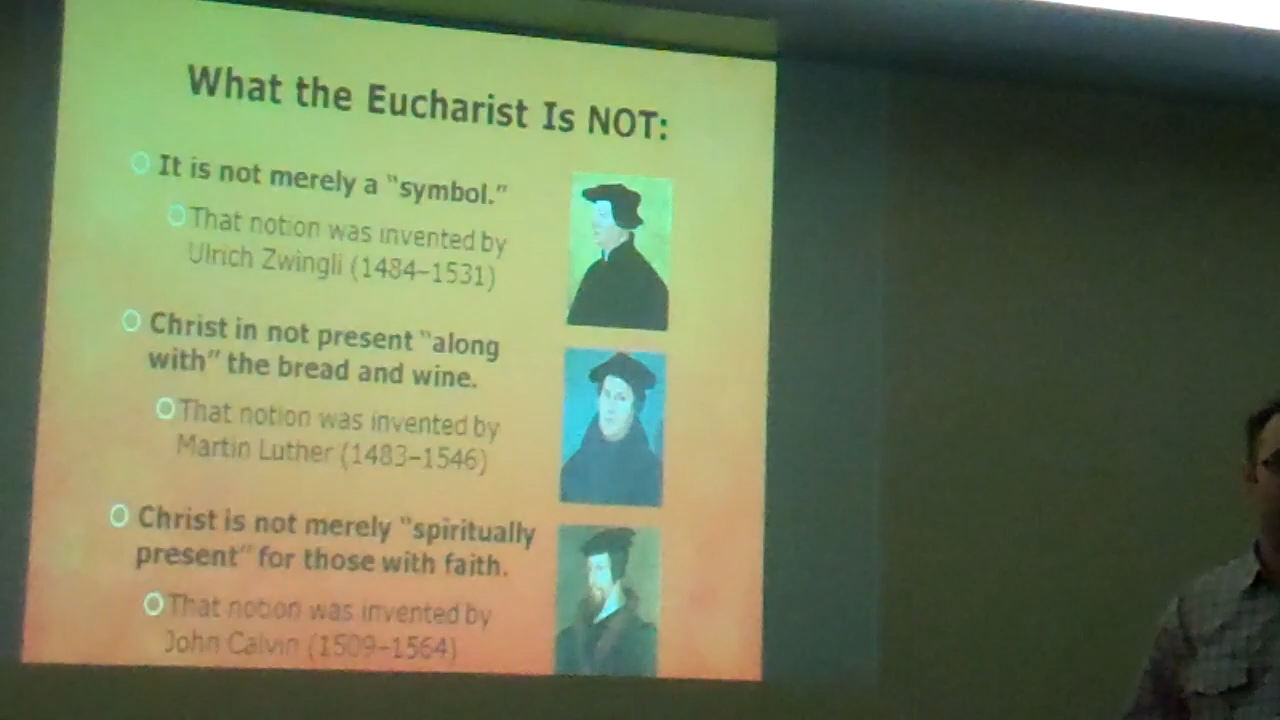 What the Eucharist Is NOT:
It is not merely a “symbol.”
That notion was invented by
Ulrich Zwingli (1484–1531)
Christ in not present “along
with” the bread and wine.
That notion was invented by
Martin Luther (1483–1546)
Christ is not merely “spiritually
present” for those with faith.
That notion was invented by
John Calvin (1509–1564)